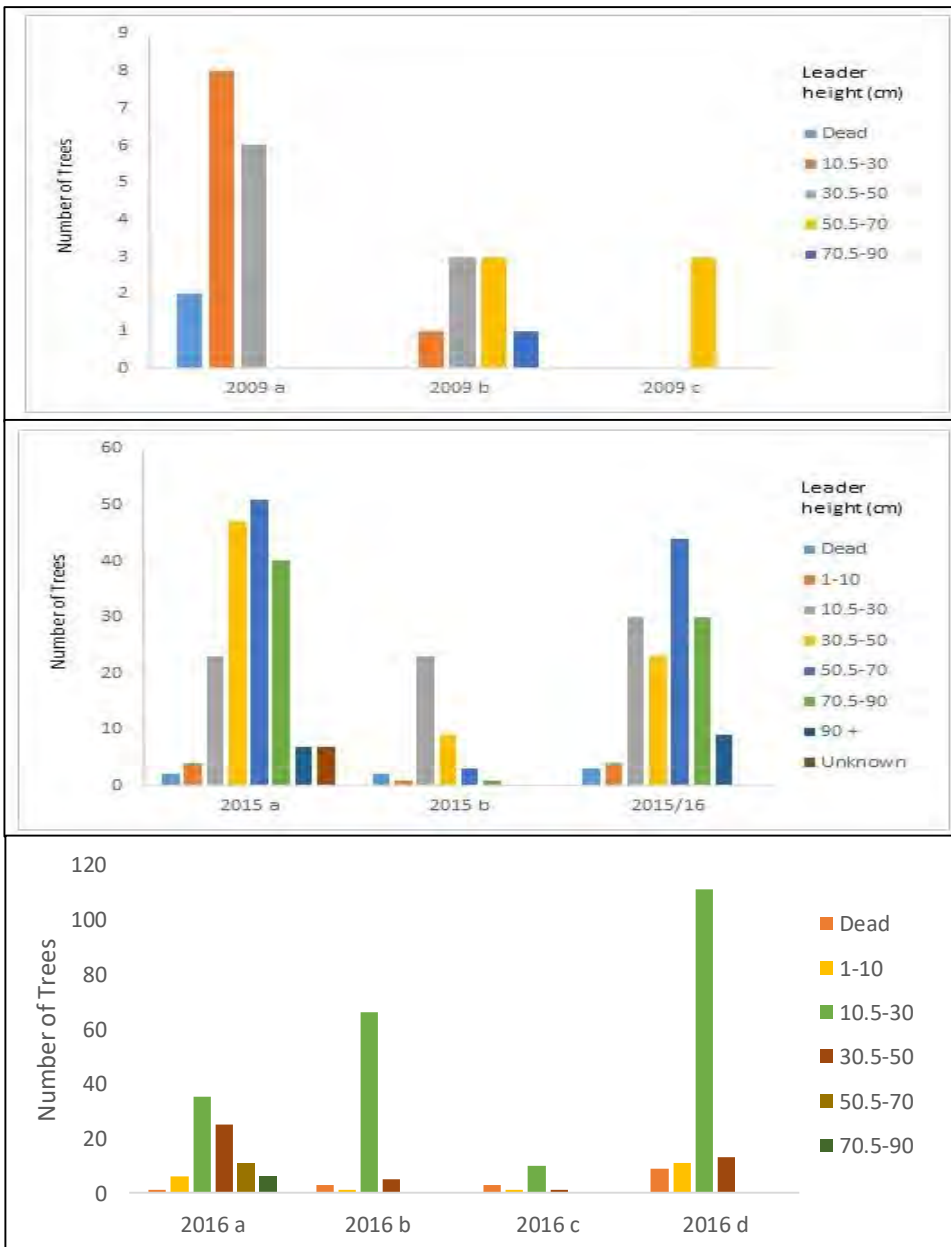 9
8
7
6
5
4
3
2
1
0
Number of Trees
2009 a
2009 b
2009 c
Leader
height (cm)
Dead
10.5-30
30.5-50
50.5-70
70.5-90
60
50
40
30
20
10
0
Number of Trees
2015 a
2015 b
2015/16
Leader
height (cm)
Dead
1-10
10.5-30
30.5-50
50.5-70
70.5-90
90 +
Unknown
120
100
80
60
40
20
0
Number of Trees
2016 a
2016 b
2016 c
2016 d
Dead
1-10
10.5-30
30.5-50
50.5-70
70.5-90